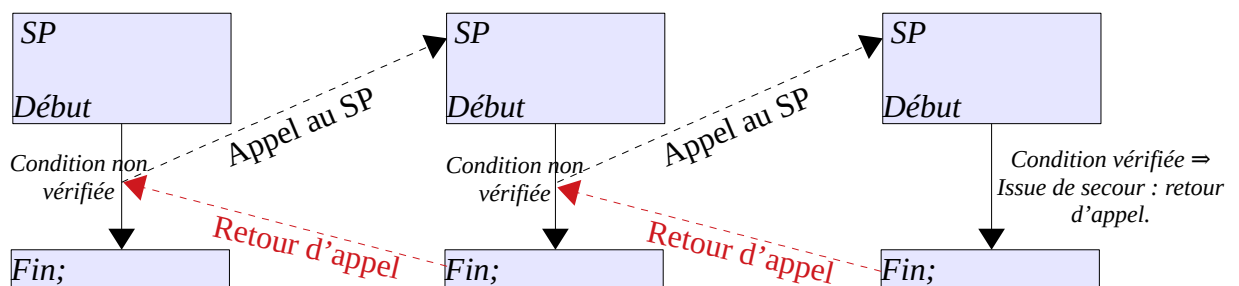 SP
Début
Condition non
vérifiée
Fin;
Appel au SP
Retour d'appel
SP
Début
Condition non
vérifiée
Fin;
Appel au SP
Retour d'appel
SP
Début
Condition vérifiée ⇒
Issue de secour : retour
d'appel.
Fin;